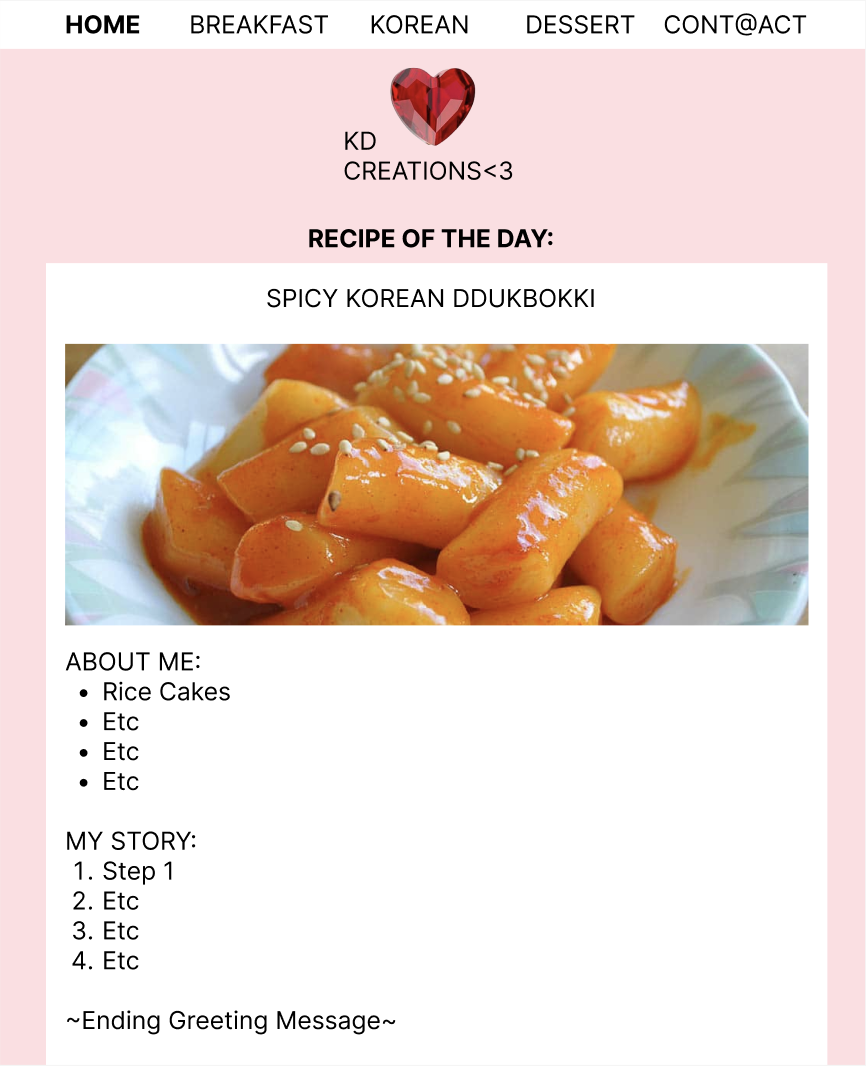 HOME BREAKFAST KOREAN DESSERT CONT@ACT
KD
CREATIONS<3
RECIPE OF THE DAY:
SPICY KOREAN DDUKBOKKI
ABOUT ME:
• Rice Cakes
• Etc
• Etc
• Etc
MY STORY:
1. Step 1
2. Etc
3. Etc
4. Etc
~Ending Greeting Message~